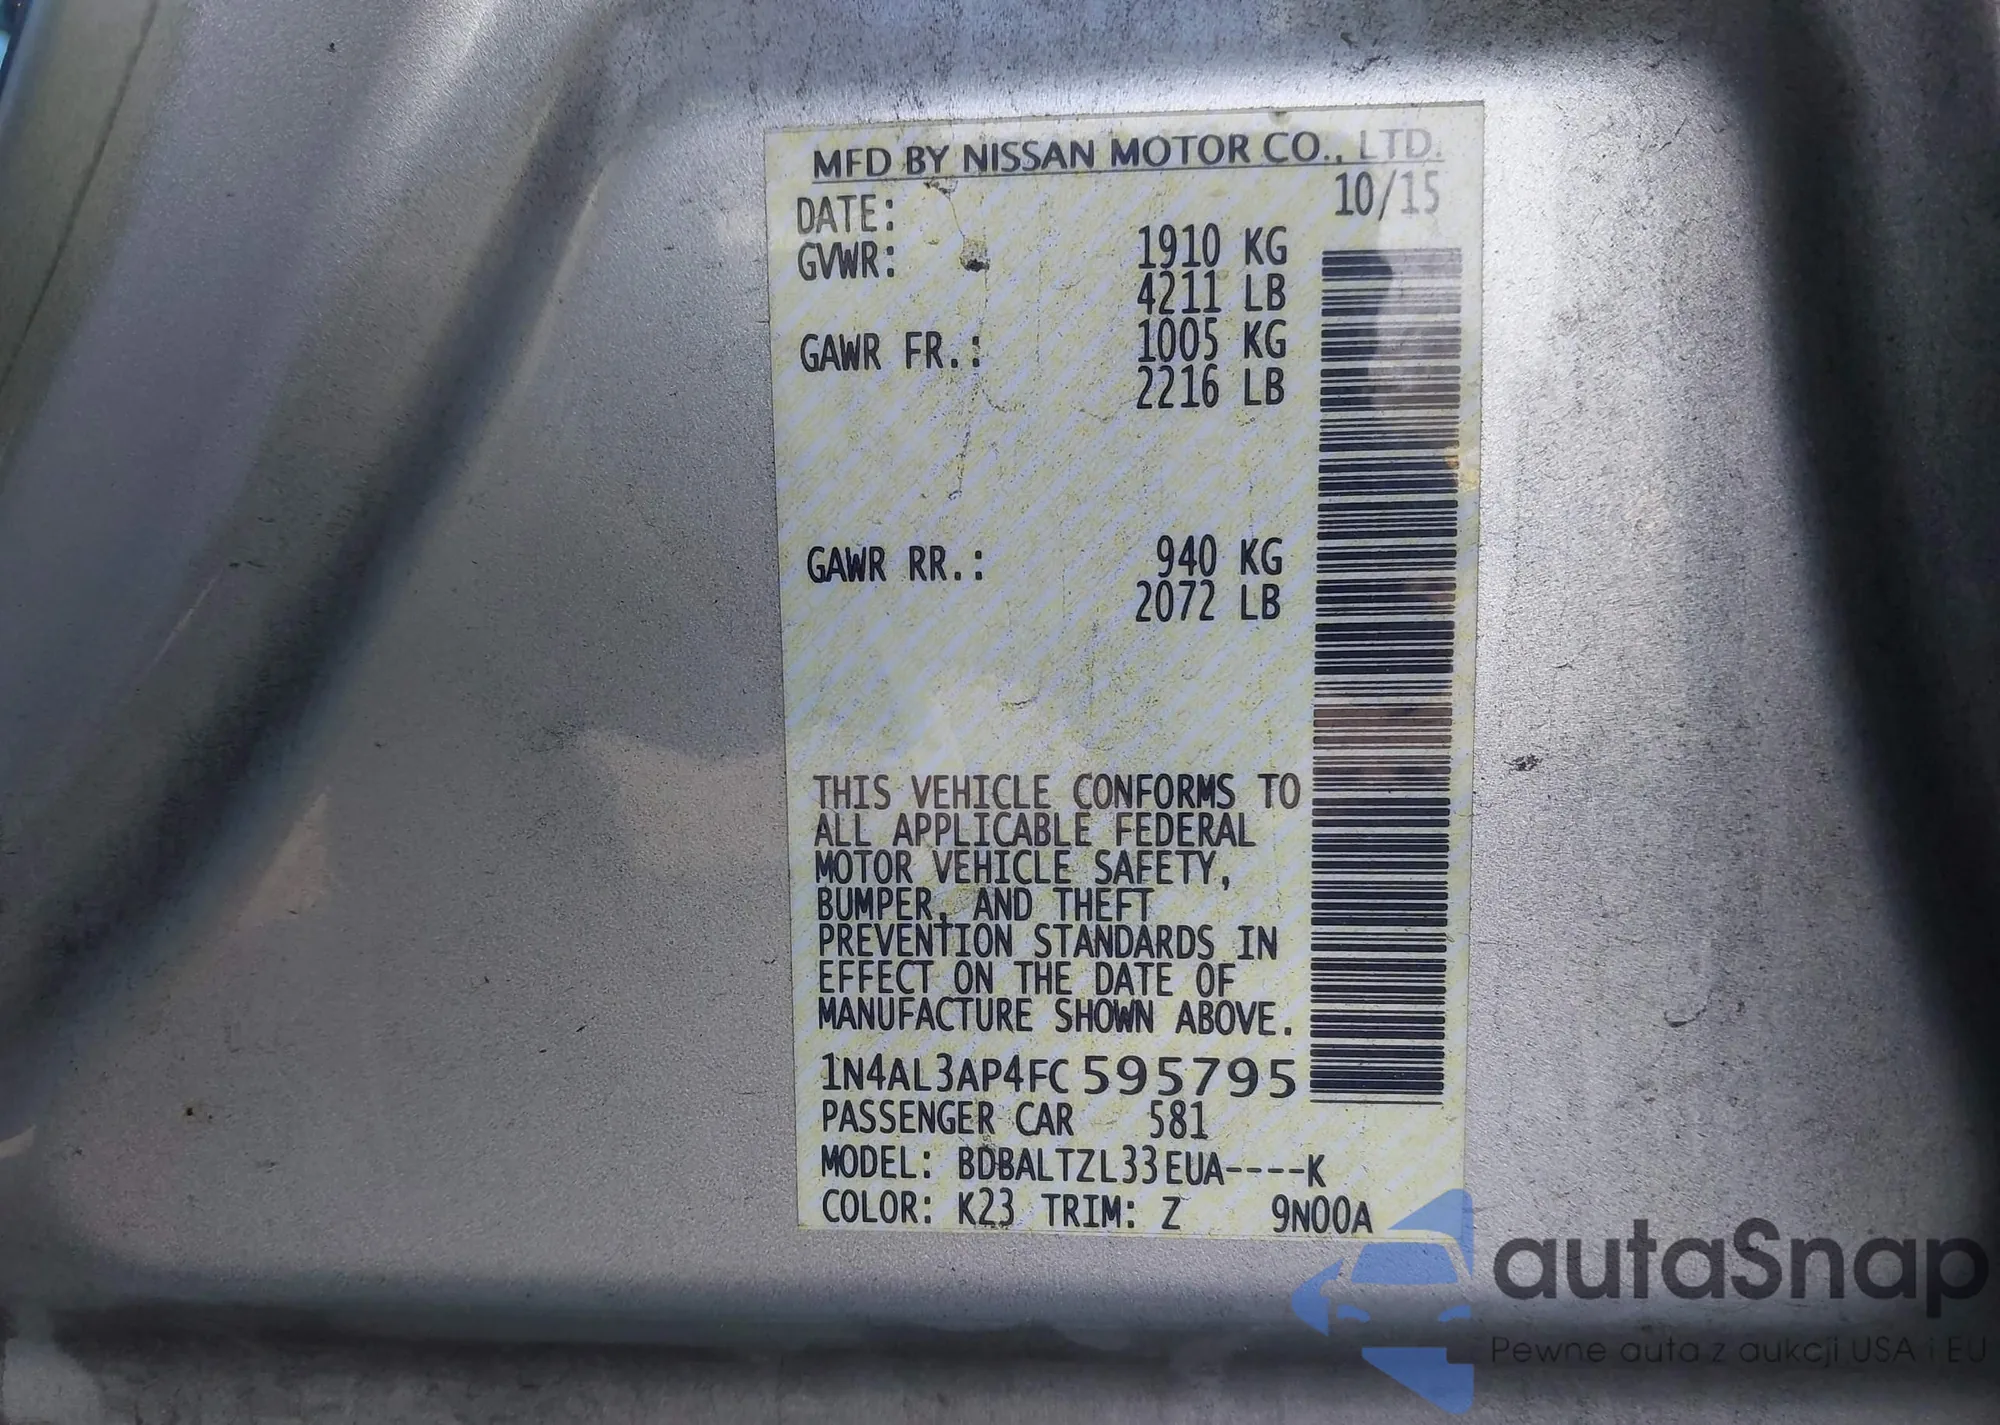 MFD BY NISSAN MOTOR CO., LTD.
DATE: 10/15
GVWR: 1910 KG
4211 LB
GAWR FR.: 1005 KG
2216 LB
GAWR RR.: 940 KG
2072 LB
THIS VEHICLE CONFORMS TO
ALL APPLICABLE FEDERAL
MOTOR VEHICLE SAFETY,
BUMPER, AND THEFT
PREVENTION STANDARDS IN
EFFECT ON THE DATE OF
MANUFACTURE SHOWN ABOVE.
1N4AL3AP4FC595795
PASSENGER CAR 581
MODEL: BDBALTZL33EUA----K
COLOR: K23 TRIM: Z 9N00A
autaSnap
Pewne auta z aukcji USA i EU